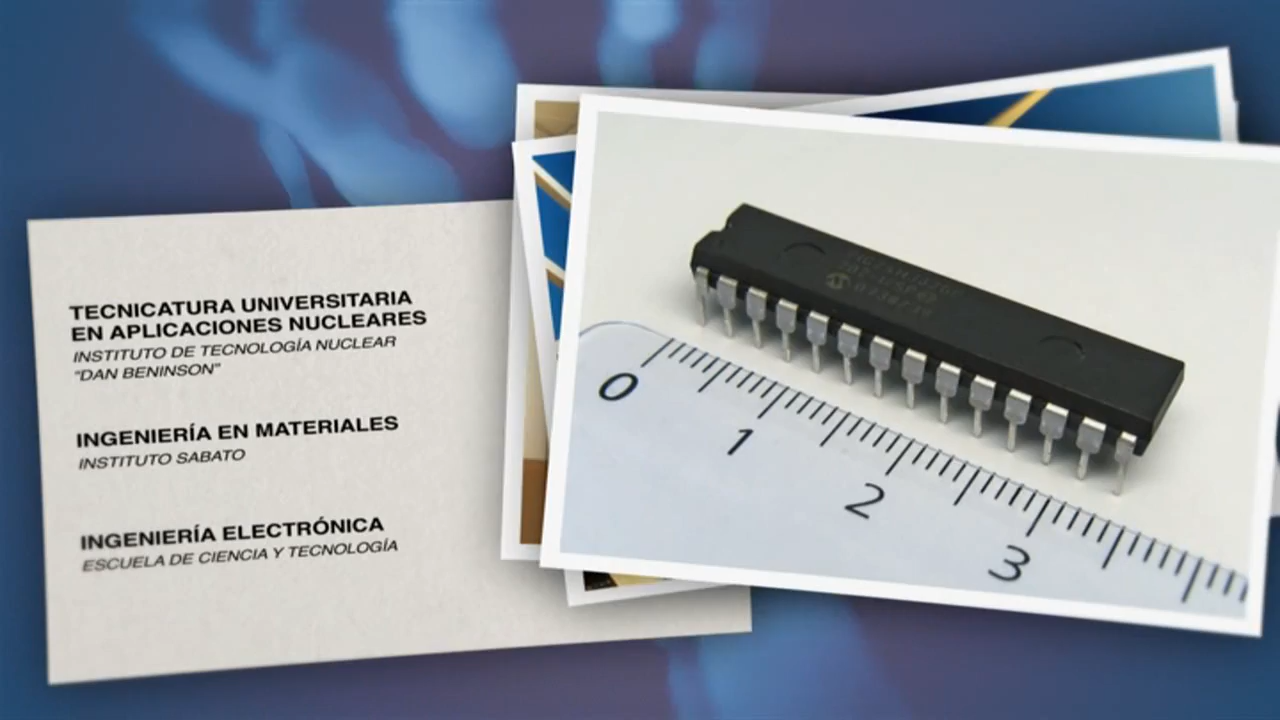 TECNICATURA UNIVERSITARIA
EN APLICACIONES NUCLEARES
INSTITUTO DE TECNOLOGÍA NUCLEAR
"DAN BENINSON"
INGENIERÍA EN MATERIALES
INSTITUTO SABATO
INGENIERÍA ELECTRÓNICA
ESCUELA DE CIENCIA Y TECNOLOGÍA
0
1
2
3